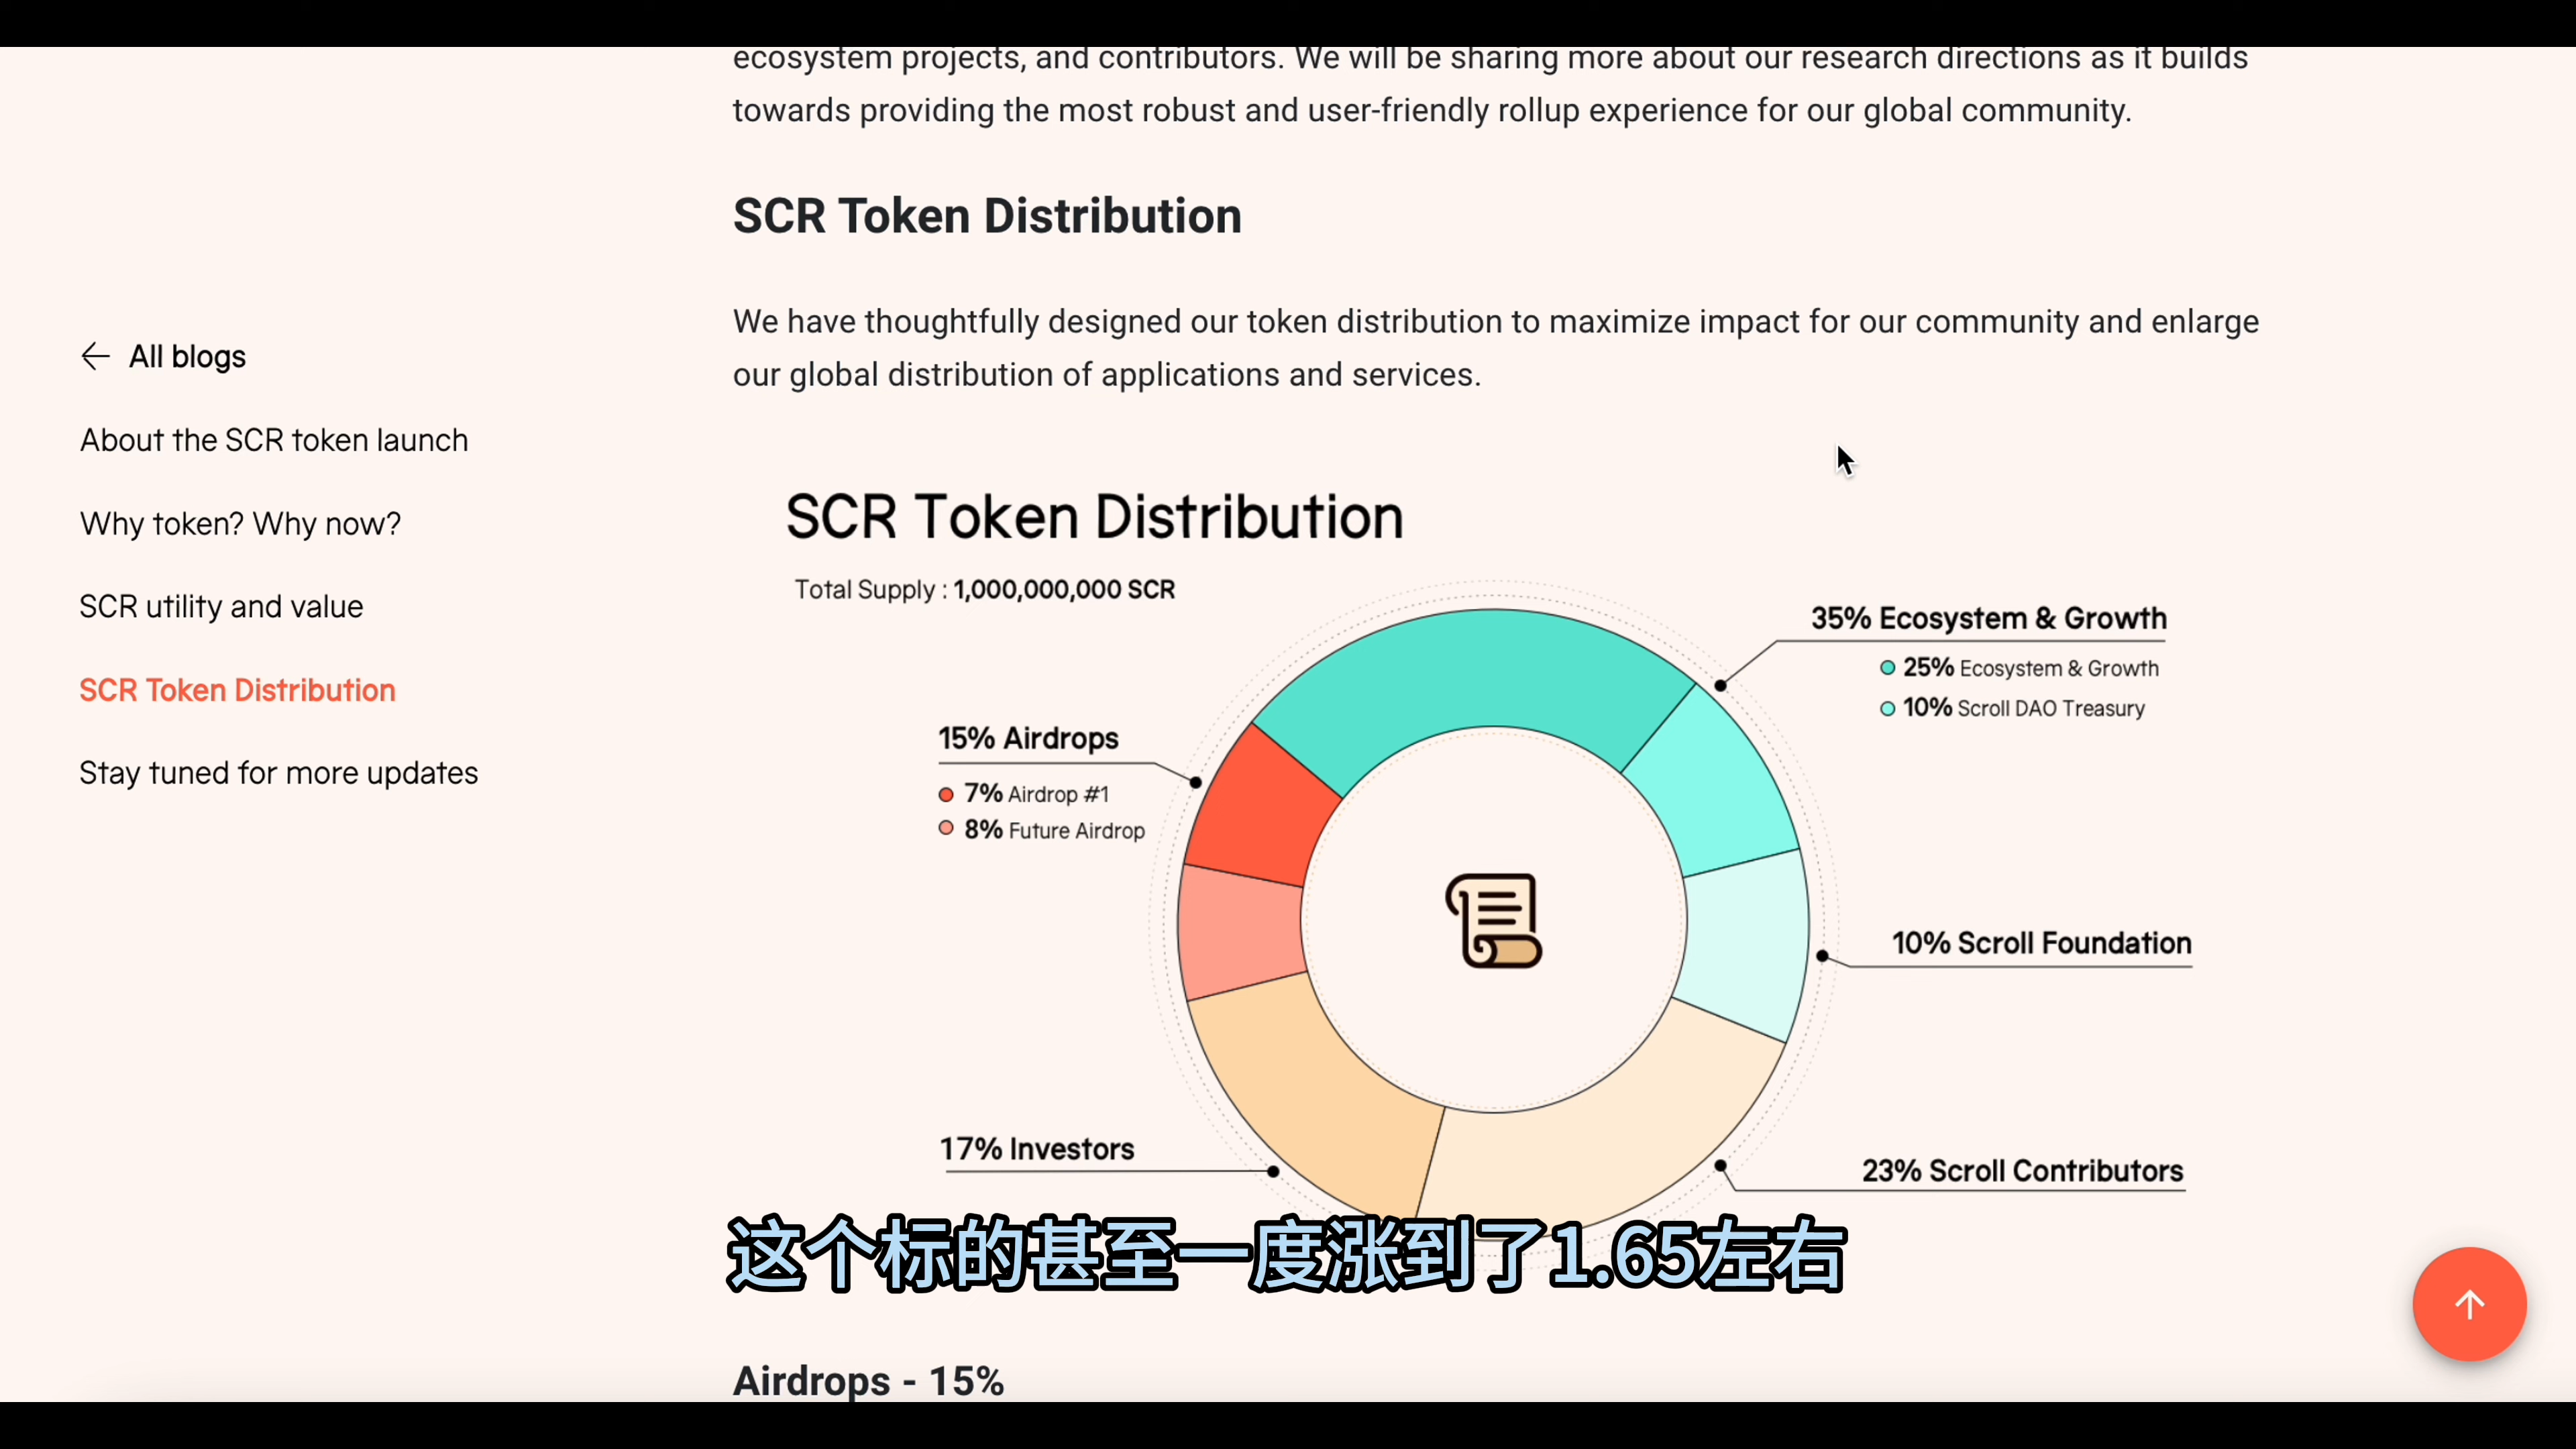 ecosystem projects, and contributors. We will be sharing more about our research directions as it builds
towards providing the most robust and user-friendly rollup experience for our global community.
SCR Token Distribution
We have thoughtfully designed our token distribution to maximize impact for our community and enlarge
our global distribution of applications and services.
All blogs
About the SCR token launch
Why token? Why now?
SCR utility and value
SCR Token Distribution
Stay tuned for more updates
SCR Token Distribution
Total Supply : 1,000,000,000 SCR
35% Ecosystem & Growth
25% Ecosystem & Growth
10% Scroll DAO Treasury
15% Airdrops
7% Airdrop #1
8% Future Airdrop
10% Scroll Foundation
17% Investors
23% Scroll Contributors
这个标的甚至一度涨到了1.65左右
Airdrops - 15%